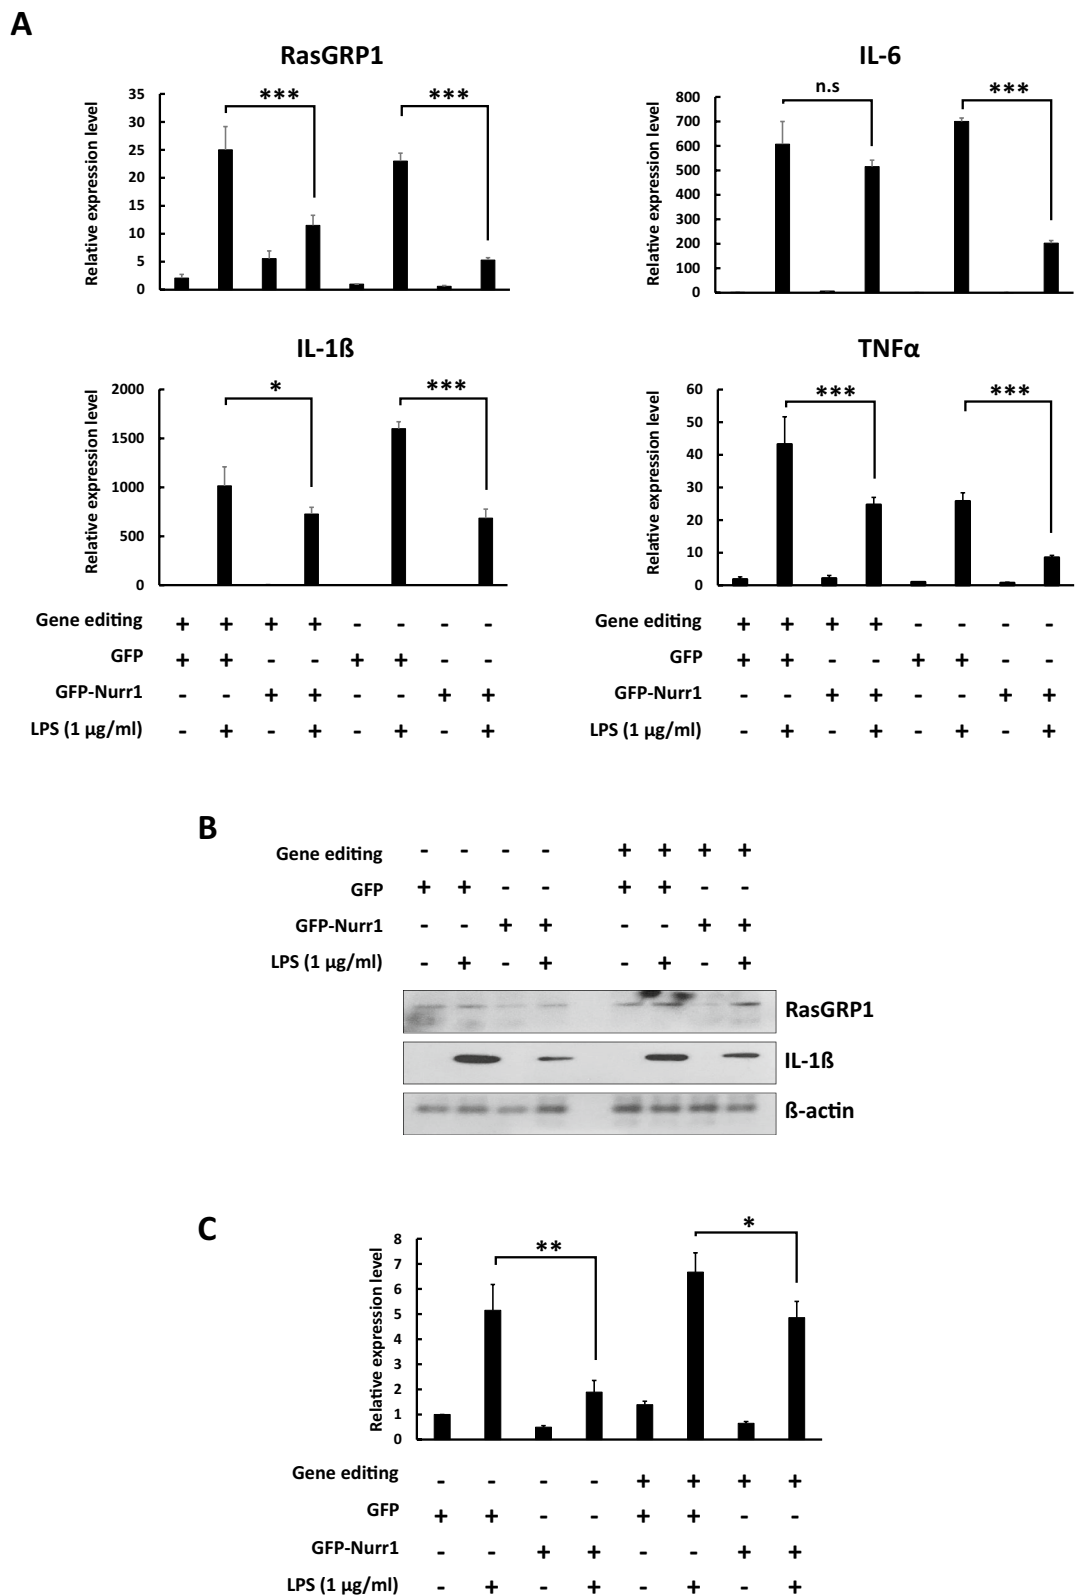 A
RasGRP1
Relative expression level
35
30
25
20
15
10
5
0
***
***
IL-6
Relative expression level
800
700
600
500
400
300
200
100
0
n.s
***
IL-1ß
Relative expression level
2000
1500
1000
500
0
*
***
TNFα
Relative expression level
60
50
40
30
20
10
0
***
***
Gene editing + + + + - - - -
GFP + + - - + + - -
GFP-Nurr1 - - + + - - + +
LPS (1 µg/ml) - + - + - + - +
Gene editing + + + + - - - -
GFP + + - - + + - -
GFP-Nurr1 - - + + - - + +
LPS (1 µg/ml) - + - + - + - +
B
Gene editing - - - - + + + +
GFP + + - - + + - -
GFP-Nurr1 - - + + - - + +
LPS (1 µg/ml) - + - + - + - +
RasGRP1
IL-1ß
ß-actin
C
Relative expression level
8
7
6
5
4
3
2
1
0
**
*
Gene editing - - - - + + + +
GFP + + - - + + - -
GFP-Nurr1 - - + + - - + +
LPS (1 µg/ml) - + - + - + - +